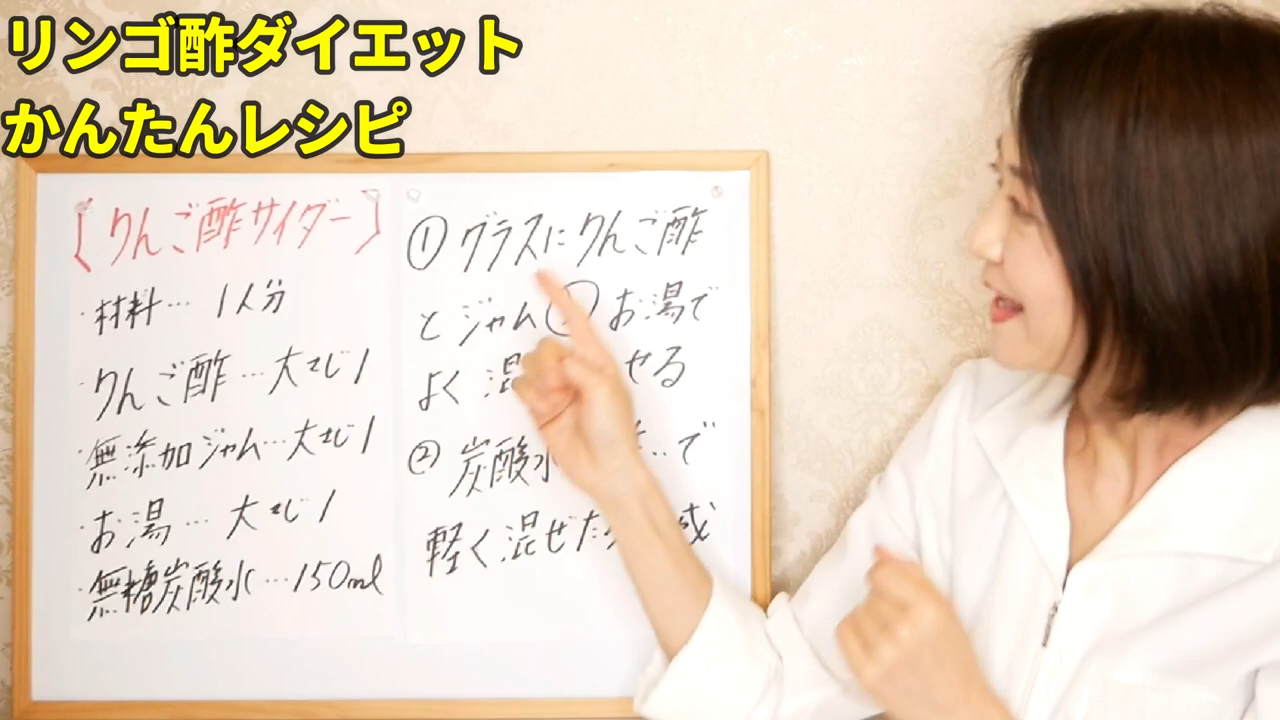 リンゴ酢ダイエット
かんたんレシピ
【りんご酢サイダー】
・材料… 1人分
・りんご酢…大さじ1
・無添加ジャム…大さじ1
・お湯… 大さじ1
・無糖炭酸水…150ml
① グラスにりんご酢
とジャム お湯で
よく 混 せる
② 炭酸水 で
軽く混ぜた 成